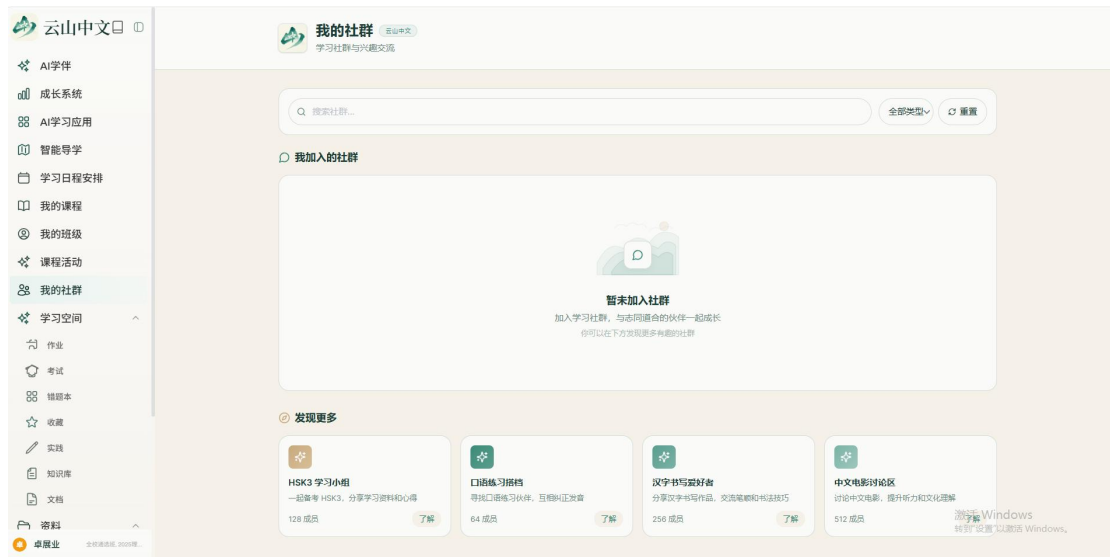 云山中文
AI学伴
成长系统
AI学习应用
智能导学
学习日程安排
我的课程
我的班级
课程活动
我的社群
学习空间
作业
考试
错题本
收藏
实践
知识库
文档
资料
卓展业
我的社群 云山中文
学习社群与兴趣交流
搜索社群...
全部类型
重置
我加入的社群
暂未加入社群
加入学习社群，与志同道合的伙伴一起成长
你可以在下方发现更多有趣的社群
发现更多
HSK3 学习小组
一起备考 HSK3，分享学习资料和心得
128 成员 了解
口语练习搭档
寻找口语练习伙伴，互相纠正发音
64 成员 了解
汉字书写爱好者
分享汉字书写作品，交流笔顺和书法技巧
256 成员 了解
中文电影讨论区
讨论中文电影，提升听力和文化理解
512 成员 了解
激活 Windows
转到"设置"以激活 Windows。